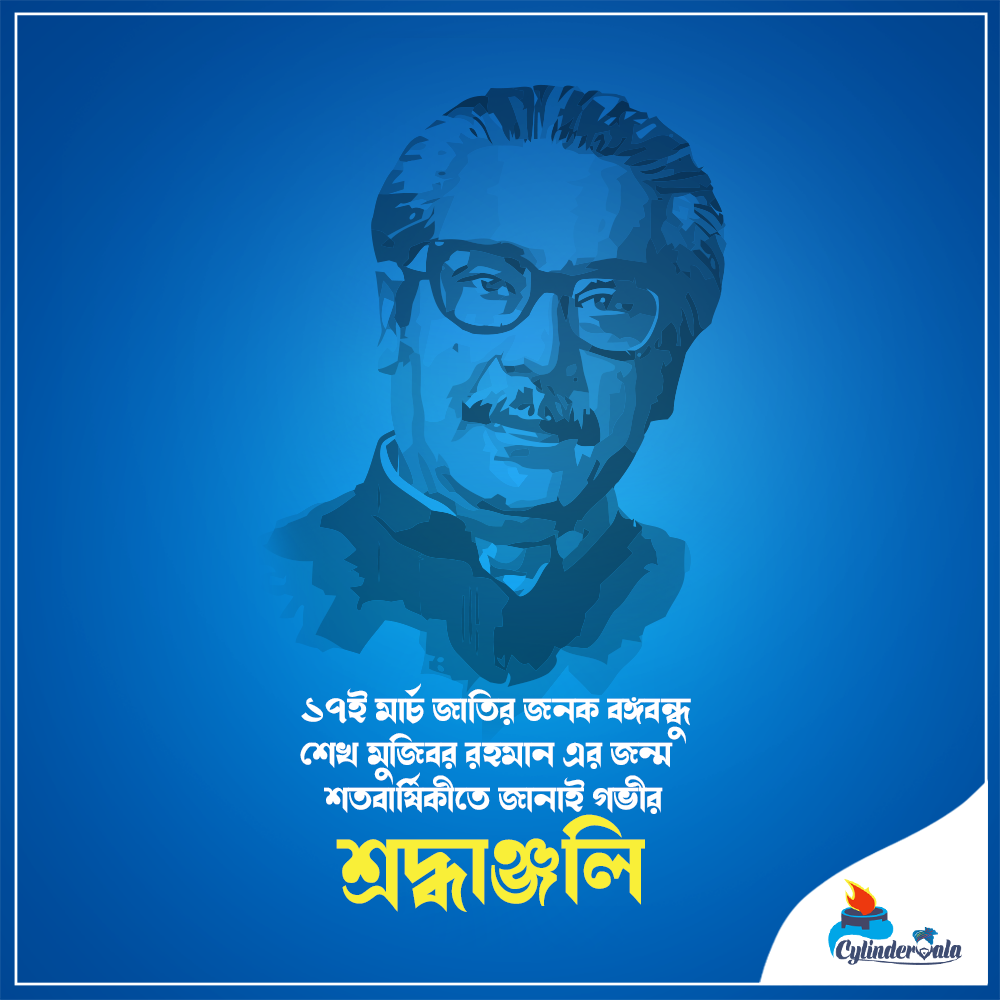 ১৭ই মার্চ জাতির জনক বঙ্গবন্ধু
শেখ মুজিবর রহমান এর জন্ম
শতবার্ষিকীতে জানাই গভীর
শ্রদ্ধাঞ্জলি
Cylinderwala